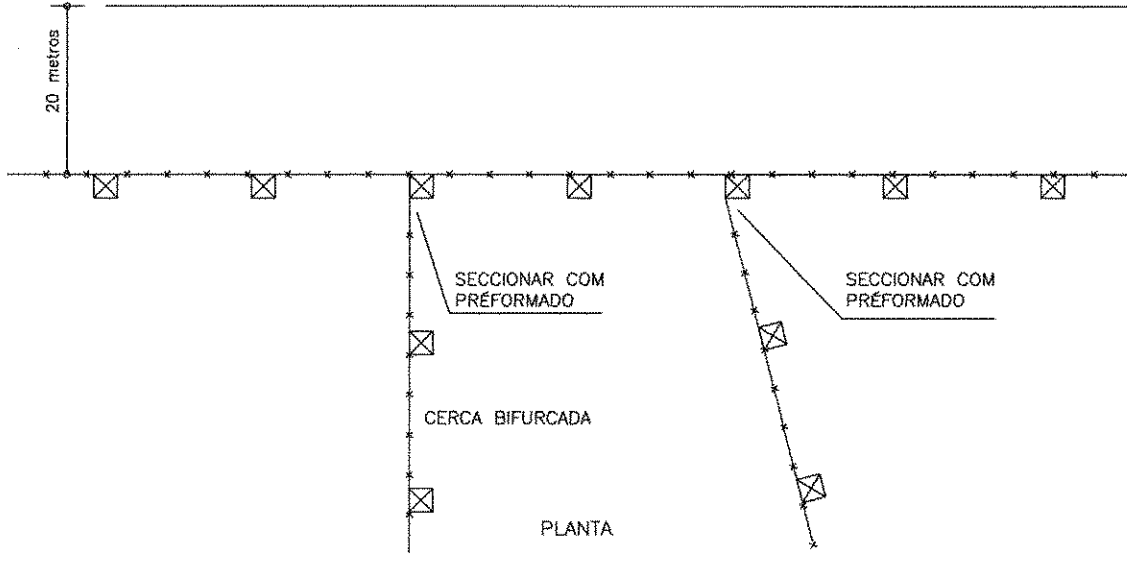 20 metros
SECCIONAR COM
PRÉFORMADO
SECCIONAR COM
PRÉFORMADO
CERCA BIFURCADA
PLANTA